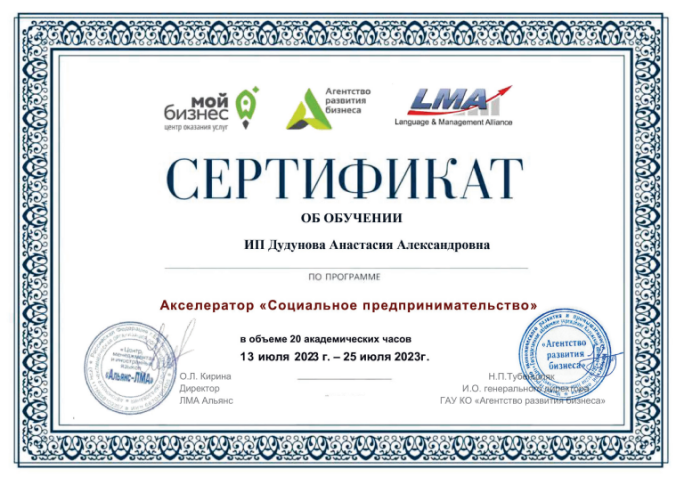 мой
бизнес
центр оказания услуг
Агентство
развития
бизнеса
LMA
Language & Management Alliance
СЕРТИФИКАТ
ОБ ОБУЧЕНИИ
ИП Дудунова Анастасия Александровна
ПО ПРОГРАММЕ
Акселератор «Социальное предпринимательство»
в объеме 20 академических часов
13 июля 2023 г. – 25 июля 2023г.
«Альянс-ЛМА»
«Агентство
развития
бизнеса»
О.Л. Кирина
Директор
ЛМА Альянс
Н.П.
И.О. генерального директора
ГАУ КО «Агентство развития бизнеса»